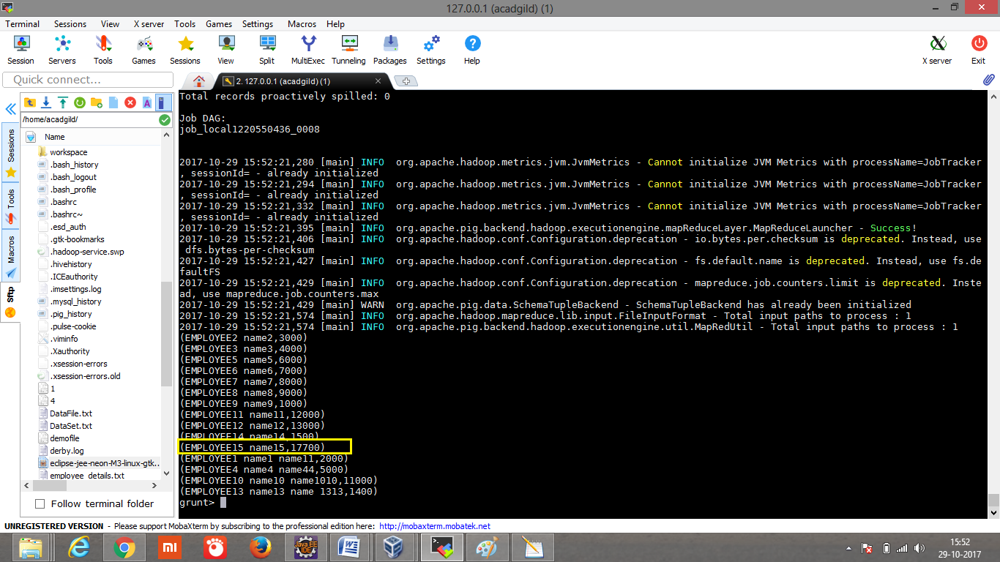 127.0.0.1 (acadgild) (1)
Terminal Sessions View X server Tools Games Settings Macros Help
Session Servers Tools Games Sessions View Split MultiExec Tunneling Packages Settings Help X server Exit
Quick connect...
2. 127.0.0.1 (acadgild) (1)
/home/acadgild/
Name
workspace
.bash_history
.bash_logout
.bash_profile
.bashrc
.bashrc~
.esd_auth
.gtk-bookmarks
.hadoop-service.swp
.hivehistory
.ICEauthority
.imsettings.log
.mysql_history
.pig_history
.pulse-cookie
.viminfo
.Xauthority
.xsession-errors
.xsession-errors.old
1
4
DataFile.txt
DataSet.txt
demofile
derby.log
eclipse-jee-neon-M3-linux-gtk..
employee_details.txt
Follow terminal folder
Sessions
Tools
Macros
Sftp
Total records proactively spilled: 0
Job DAG:
job_local1220550436_0008
2017-10-29 15:52:21,280 [main] INFO  org.apache.hadoop.metrics.jvm.JvmMetrics - Cannot initialize JVM Metrics with processName=JobTracker
, sessionId= - already initialized
2017-10-29 15:52:21,294 [main] INFO  org.apache.hadoop.metrics.jvm.JvmMetrics - Cannot initialize JVM Metrics with processName=JobTracker
, sessionId= - already initialized
2017-10-29 15:52:21,332 [main] INFO  org.apache.hadoop.metrics.jvm.JvmMetrics - Cannot initialize JVM Metrics with processName=JobTracker
, sessionId= - already initialized
2017-10-29 15:52:21,395 [main] INFO  org.apache.pig.backend.hadoop.executionengine.mapReduceLayer.MapReduceLauncher - Success!
2017-10-29 15:52:21,406 [main] INFO  org.apache.hadoop.conf.Configuration.deprecation - io.bytes.per.checksum is deprecated. Instead, use
dfs.bytes-per-checksum
2017-10-29 15:52:21,427 [main] INFO  org.apache.hadoop.conf.Configuration.deprecation - fs.default.name is deprecated. Instead, use fs.de
faultFS
2017-10-29 15:52:21,429 [main] INFO  org.apache.hadoop.conf.Configuration.deprecation - mapreduce.job.counters.limit is deprecated. Inste
ad, use mapreduce.job.counters.max
2017-10-29 15:52:21,429 [main] WARN  org.apache.pig.data.SchemaTupleBackend - SchemaTupleBackend has already been initialized
2017-10-29 15:52:21,574 [main] INFO  org.apache.hadoop.mapreduce.lib.input.FileInputFormat - Total input paths to process : 1
2017-10-29 15:52:21,574 [main] INFO  org.apache.pig.backend.hadoop.executionengine.util.MapRedUtil - Total input paths to process : 1
(EMPLOYEE2 name2,3000)
(EMPLOYEE3 name3,4000)
(EMPLOYEE5 name5,6000)
(EMPLOYEE6 name6,7000)
(EMPLOYEE7 name7,8000)
(EMPLOYEE8 name8,9000)
(EMPLOYEE9 name9,1000)
(EMPLOYEE11 name11,12000)
(EMPLOYEE12 name12,13000)
(EMPLOYEE14 name14,1500)
(EMPLOYEE15 name15,17700)
(EMPLOYEE1 name1 name11,2000)
(EMPLOYEE4 name4 name44,5000)
(EMPLOYEE10 name10 name1010,11000)
(EMPLOYEE13 name13 name 1313,1400)
grunt>
UNREGISTERED VERSION - Please support MobaXterm by subscribing to the professional edition here: http://mobaxterm.mobatek.net
mi
Java EE
IDE
15:52
29-10-2017